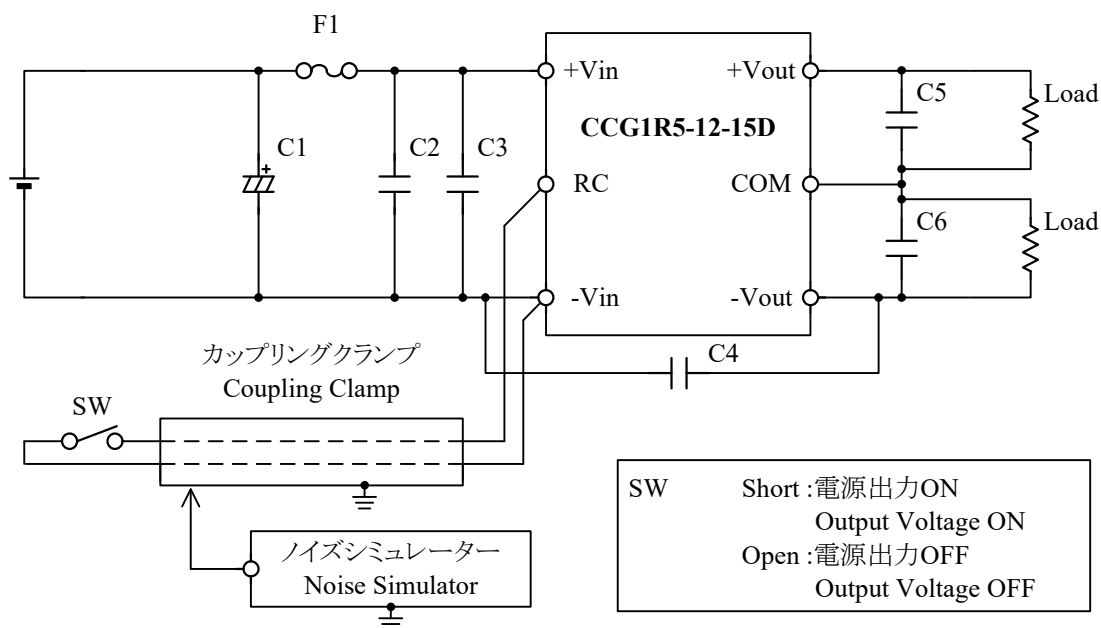 F1
+Vin
+Vout
C5
Load
CCG1R5-12-15D
C1
+
C2
C3
RC
COM
C6
Load
-Vin
-Vout
C4
カップリングクランプ
Coupling Clamp
SW
SW Short :電源出力ON
Output Voltage ON
Open :電源出力OFF
Output Voltage OFF
ノイズシミュレーター
Noise Simulator